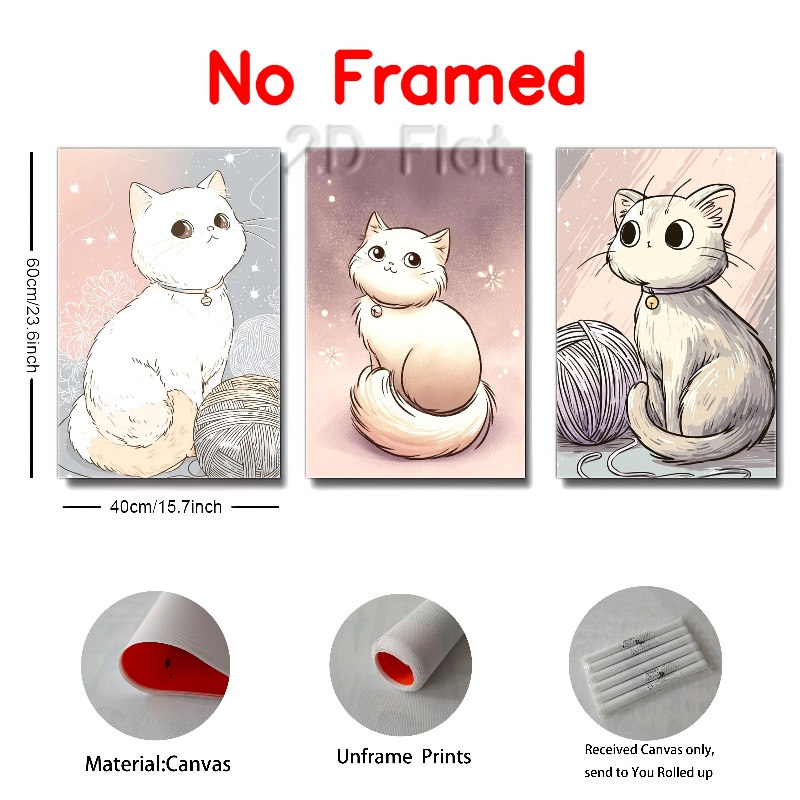 No Framed
2D Flat
60cm/23.6inch
40cm/15.7inch
Material:Canvas
Unframe Prints
Received Canvas only,
send to You Rolled up